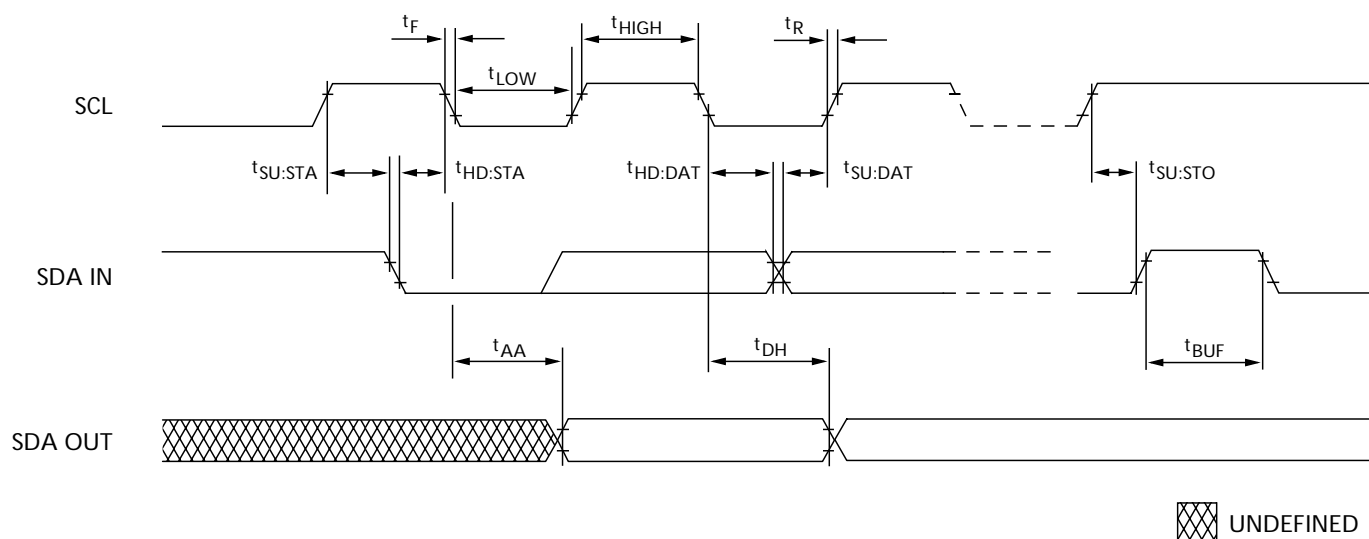 tF
tHIGH
tR
tLOW
SCL
tSU:STA
tHD:STA
tHD:DAT
tSU:DAT
tSU:STO
SDA IN
tAA
tDH
tBUF
SDA OUT
UNDEFINED